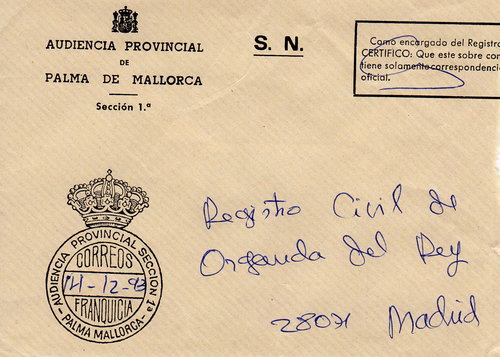 AUDIENCIA PROVINCIAL
DE
PALMA DE MALLORCA
Sección 1.ª
S. N.
Como encargado del Registro
CERTIFICO: Que este sobre con
tiene solamente correspondencia
oficial.
AUDIENCIA PROVINCIAL SECCION 1ª
CORREOS
14-12-93
FRANQUICIA
PALMA MALLORCA
Registro Civil de
Organda del Rey
28071 Madrid